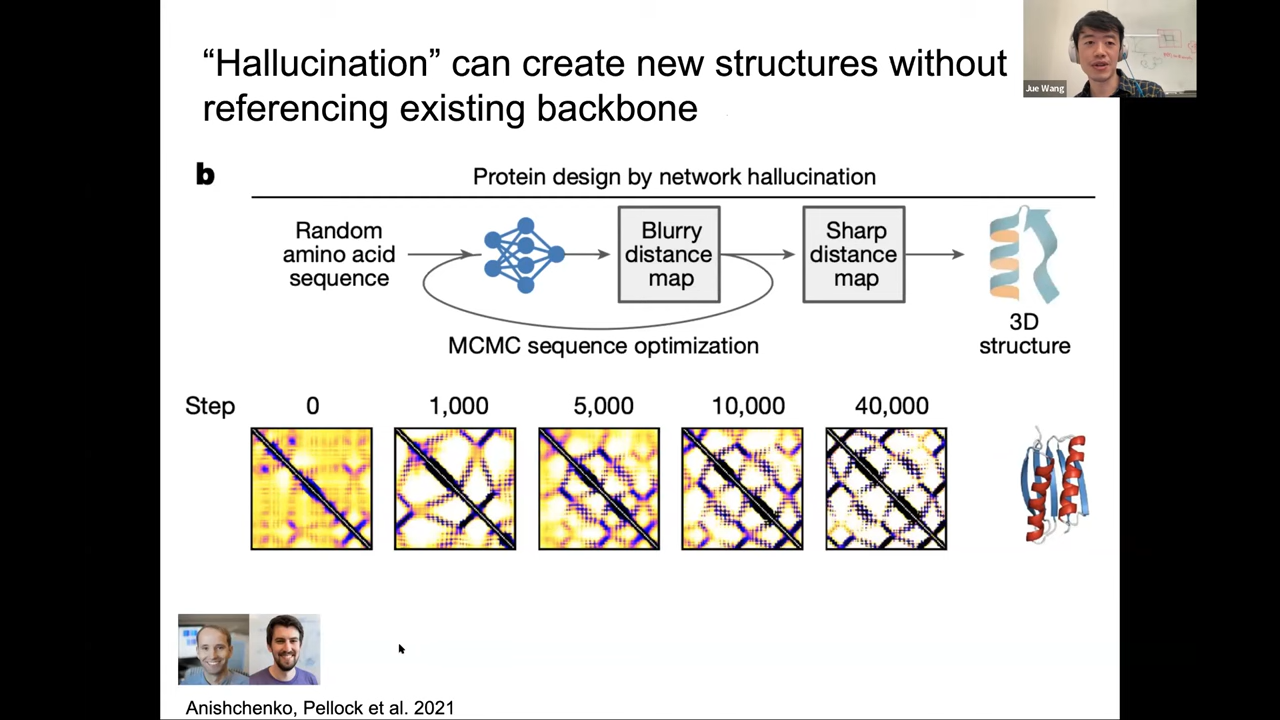 “Hallucination” can create new structures without
referencing existing backbone
Jue Wang
b
Protein design by network hallucination
Random
amino acid
sequence
Blurry
distance
map
Sharp
distance
map
3D
structure
MCMC sequence optimization
Step 0 1,000 5,000 10,000 40,000
Anishchenko, Pellock et al. 2021